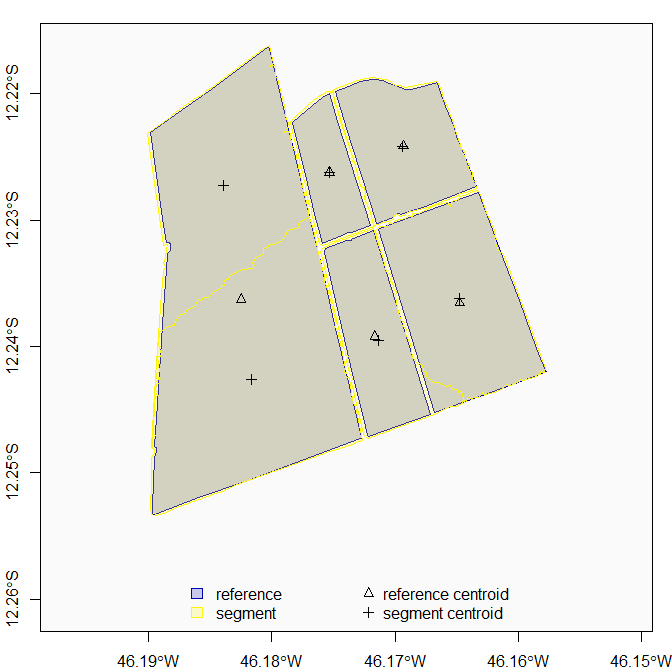 12.22°S
12.23°S
12.24°S
12.25°S
12.26°S
reference
reference centroid
segment
segment centroid
46.19°W
46.18°W
46.17°W
46.16°W
46.15°W